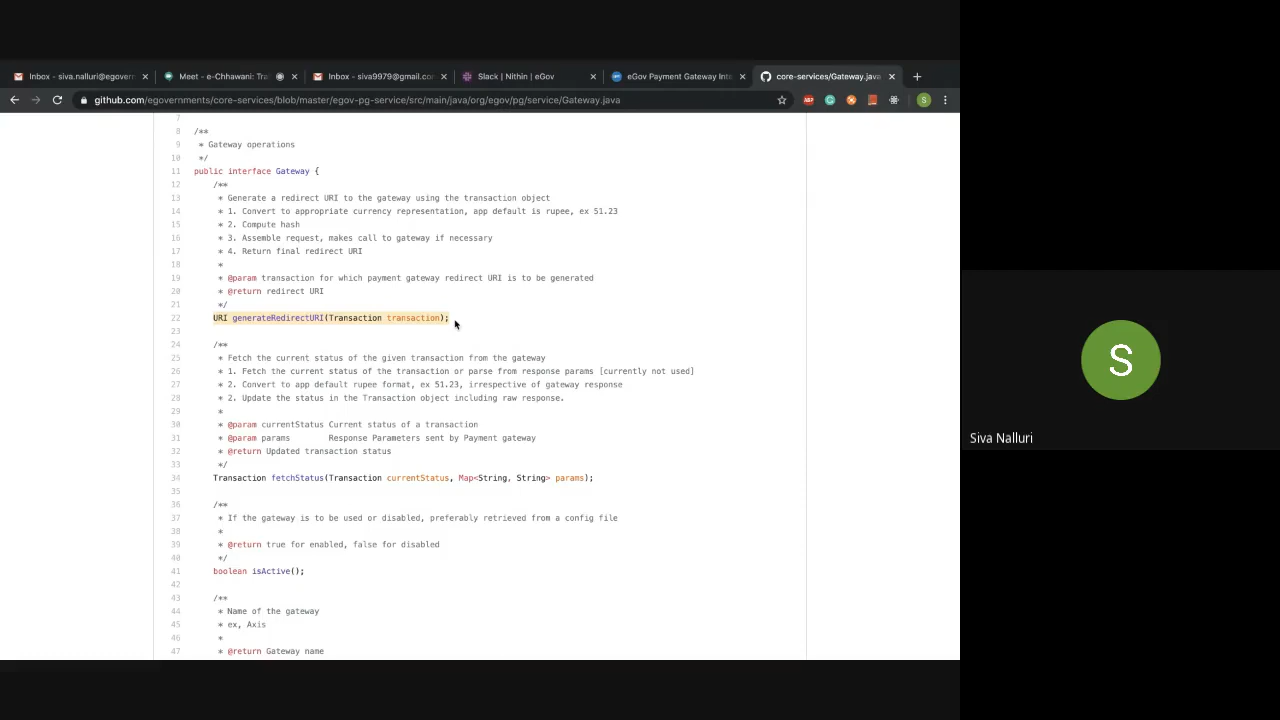 Inbox - siva.nalluri@egovern
Meet - e-Chhawani: Tra
Inbox - siva9979@gmail.co
Slack | Nithin | eGov
eGov Payment Gateway Inte
core-services/Gateway.java
github.com/egovernments/core-services/blob/master/egov-pg-service/src/main/java/org/egov/pg/service/Gateway.java
ABP
S
7
8 /**
9 * Gateway operations
10 */
11 public interface Gateway {
12 /**
13 * Generate a redirect URI to the gateway using the transaction object
14 * 1. Convert to appropriate currency representation, app default is rupee, ex 51.23
15 * 2. Compute hash
16 * 3. Assemble request, makes call to gateway if necessary
17 * 4. Return final redirect URI
18 *
19 * @param transaction for which payment gateway redirect URI is to be generated
20 * @return redirect URI
21 */
22 URI generateRedirectURI(Transaction transaction);
23
24 /**
25 * Fetch the current status of the given transaction from the gateway
26 * 1. Fetch the current status of the transaction or parse from response params [currently not used]
27 * 2. Convert to app default rupee format, ex 51.23, irrespective of gateway response
28 * 2. Update the status in the Transaction object including raw response.
29 *
30 * @param currentStatus Current status of a transaction
31 * @param params Response Parameters sent by Payment gateway
32 * @return Updated transaction status
33 */
34 Transaction fetchStatus(Transaction currentStatus, Map<String, String> params);
35
36 /**
37 * If the gateway is to be used or disabled, preferably retrieved from a config file
38 *
39 * @return true for enabled, false for disabled
40 */
41 boolean isActive();
42
43 /**
44 * Name of the gateway
45 * ex, Axis
46 *
47 * @return Gateway name
S
Siva Nalluri